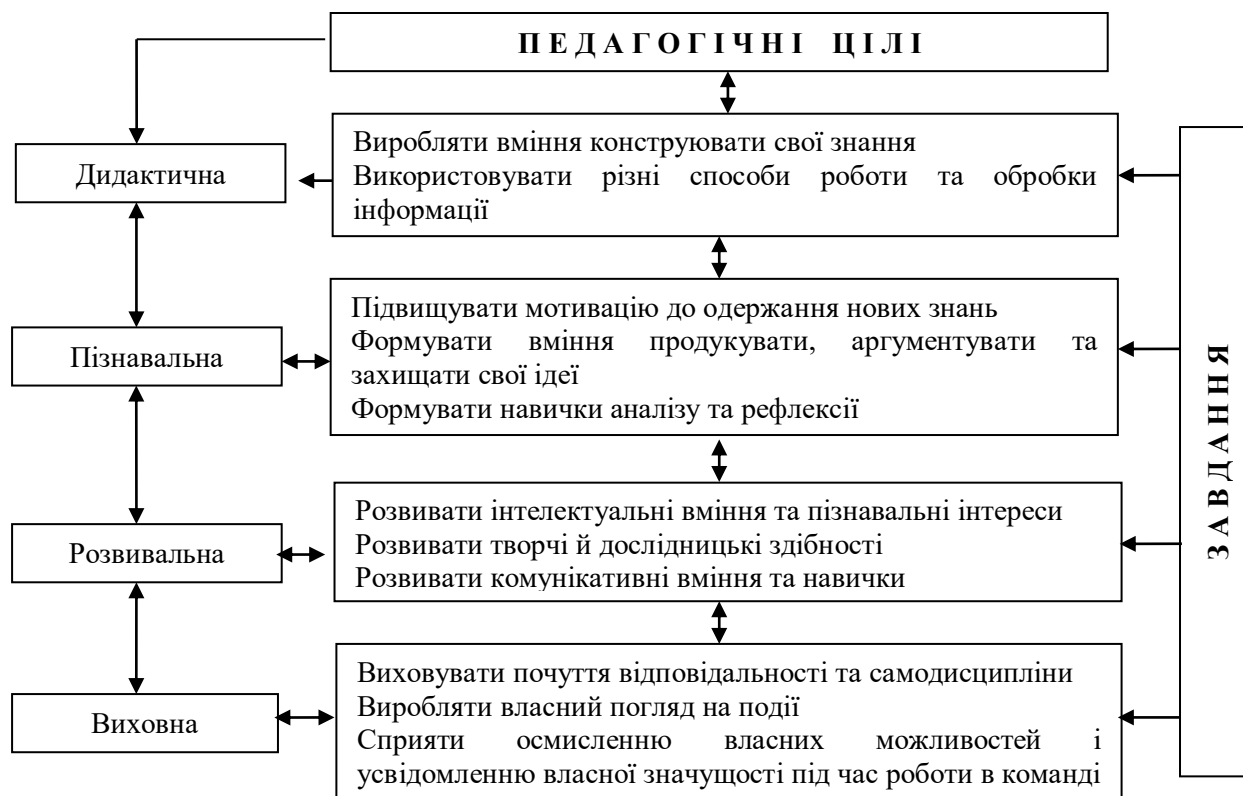 ПЕДАГОГІЧНІ ЦІЛІ
Дидактична
Виробляти вміння конструювати свої знання
Використовувати різні способи роботи та обробки
інформації
Пізнавальна
Підвищувати мотивацію до одержання нових знань
Формувати вміння продукувати, аргументувати та
захищати свої ідеї
Формувати навички аналізу та рефлексії
Розвивальна
Розвивати інтелектуальні вміння та пізнавальні інтереси
Розвивати творчі й дослідницькі здібності
Розвивати комунікативні вміння та навички
Виховна
Виховувати почуття відповідальності та самодисципліни
Виробляти власний погляд на події
Сприяти осмисленню власних можливостей і
усвідомленню власної значущості під час роботи в команді
ЗАВДАННЯ